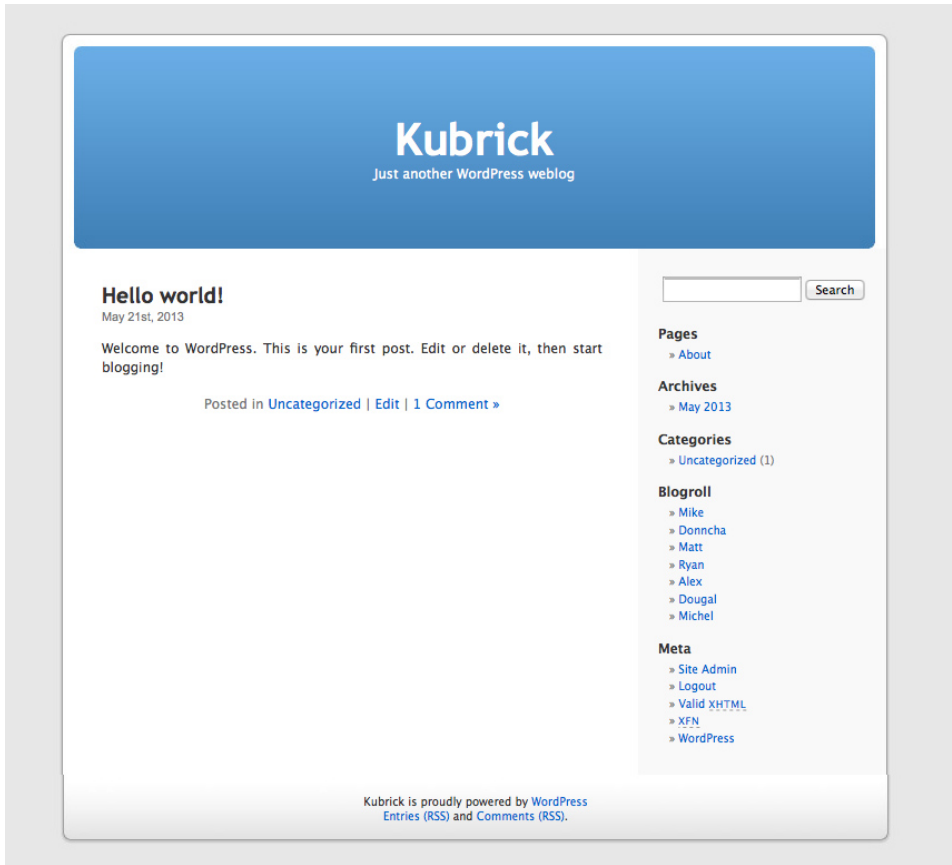 Kubrick
Just another WordPress weblog
Hello world!
May 21st, 2013
Welcome to WordPress. This is your first post. Edit or delete it, then start
blogging!
Posted in Uncategorized | Edit | 1 Comment »
Search
Pages
» About
Archives
» May 2013
Categories
» Uncategorized (1)
Blogroll
» Mike
» Donncha
» Matt
» Ryan
» Alex
» Dougal
» Michel
Meta
» Site Admin
» Logout
» Valid XHTML
» XFN
» WordPress
Kubrick is proudly powered by WordPress
Entries (RSS) and Comments (RSS).